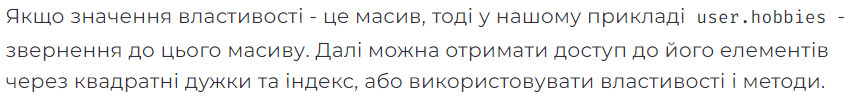 Якщо значення властивості - це масив, тоді у нашому прикладі user.hobbies -
звернення до цього масиву. Далі можна отримати доступ до його елементів
через квадратні дужки та індекс, або використовувати властивості і методи.